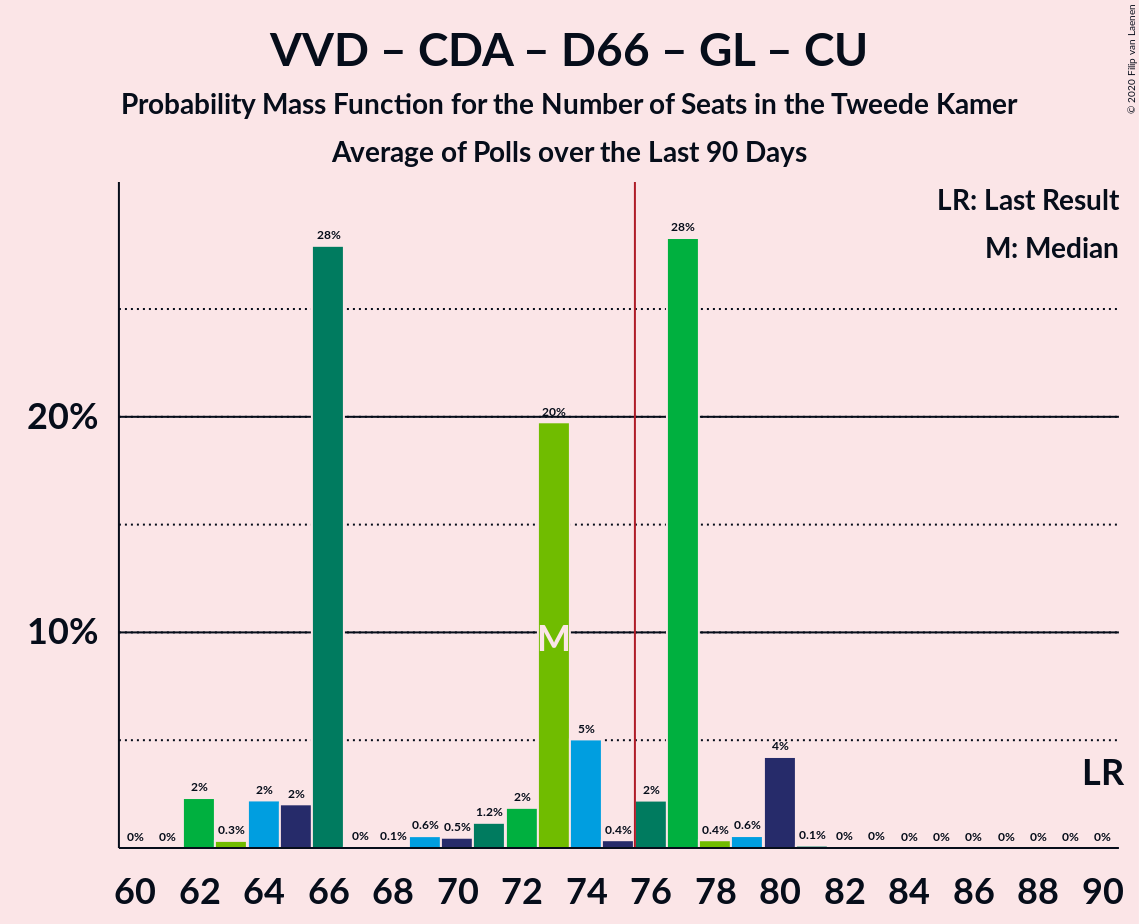 VVD – CDA – D66 – GL – CU
Probability Mass Function for the Number of Seats in the Tweede Kamer
Average of Polls over the Last 90 Days
© 2020 Filip van Laenen
LR: Last Result
M: Median
28% 28%
20% 20%
10% M
5%
4%
LR
0% 0% 2% 0.3% 2% 2% 0% 0.1% 0.6% 0.5% 1.2% 2% 0.4% 2% 0.4% 0.6% 0.1% 0% 0% 0% 0% 0% 0% 0% 0% 0%
60 62 64 66 68 70 72 74 76 78 80 82 84 86 88 90